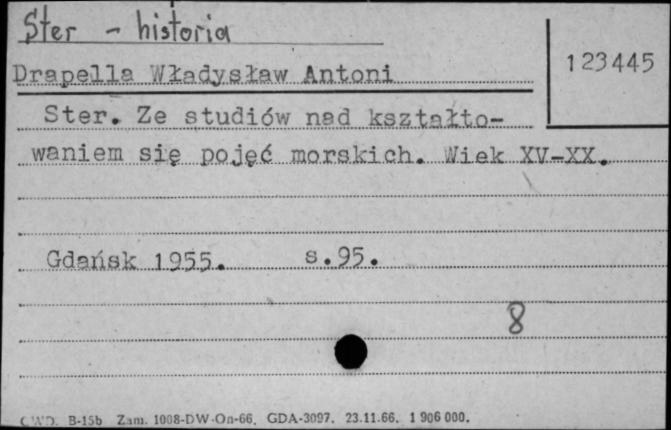 Ster - historia
Drapella Władysław Antoni
123445
Ster. Ze studiów nad kształto-
waniem się pojęć morskich. Wiek XV-XX.
Gdańsk 1955. s.95.
8
CWD. B-15b Zam. 1008-DW-On-66. GDA-3097. 23.11.66. 1 906 000.